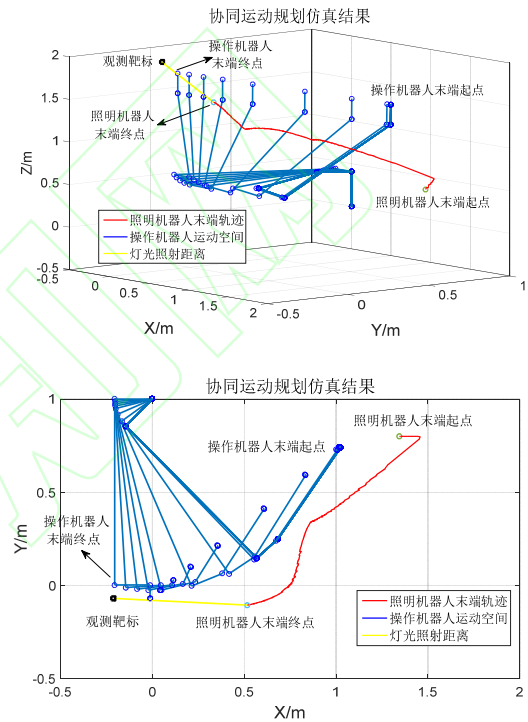 协同运动规划仿真结果
观测靶标
操作机器人
末端终点
操作机器人末端起点
照明机器人
末端终点
照明机器人末端起点
2
1.5
1
0.5
0
-0.5
Z/m
照明机器人末端轨迹
操作机器人运动空间
灯光照射距离
-0.5
0
0.5
1
1.5
2
X/m
-0.5
0
0.5
1
Y/m
协同运动规划仿真结果
照明机器人末端起点
操作机器人末端起点
操作机器人
末端终点
观测靶标
照明机器人末端终点
照明机器人末端轨迹
操作机器人运动空间
灯光照射距离
1
0.5
0
-0.5
Y/m
-0.5
0
0.5
1
1.5
2
X/m